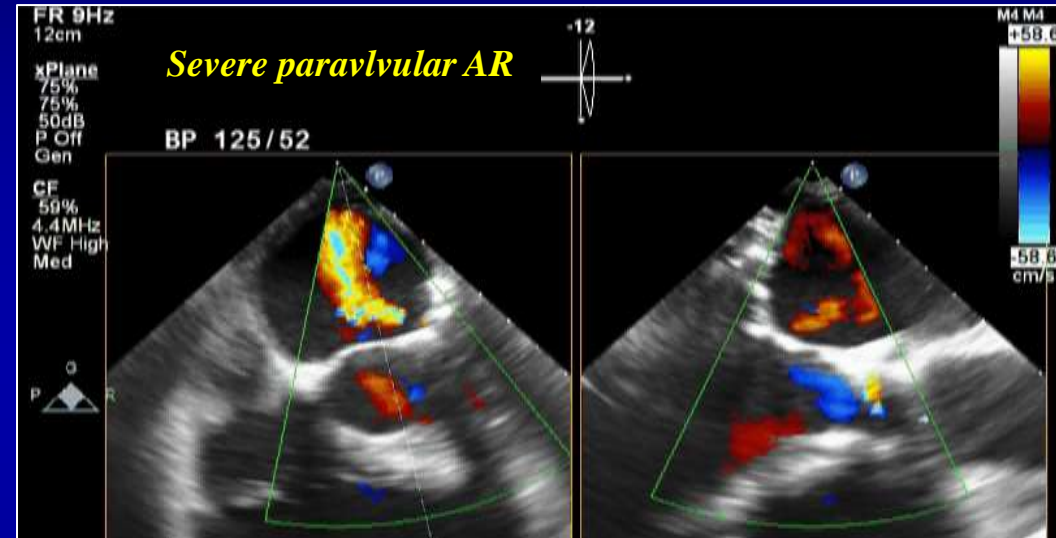 FR 9Hz
12cm
xPlane
75%
75%
50dB
P Off
Gen
CF
59%
4.4MHz
WF High
Med
Severe paravlvular AR
BP 125/52
-12
M4 M4
+58.6
-58.6
cm/s
P
P
G
P R